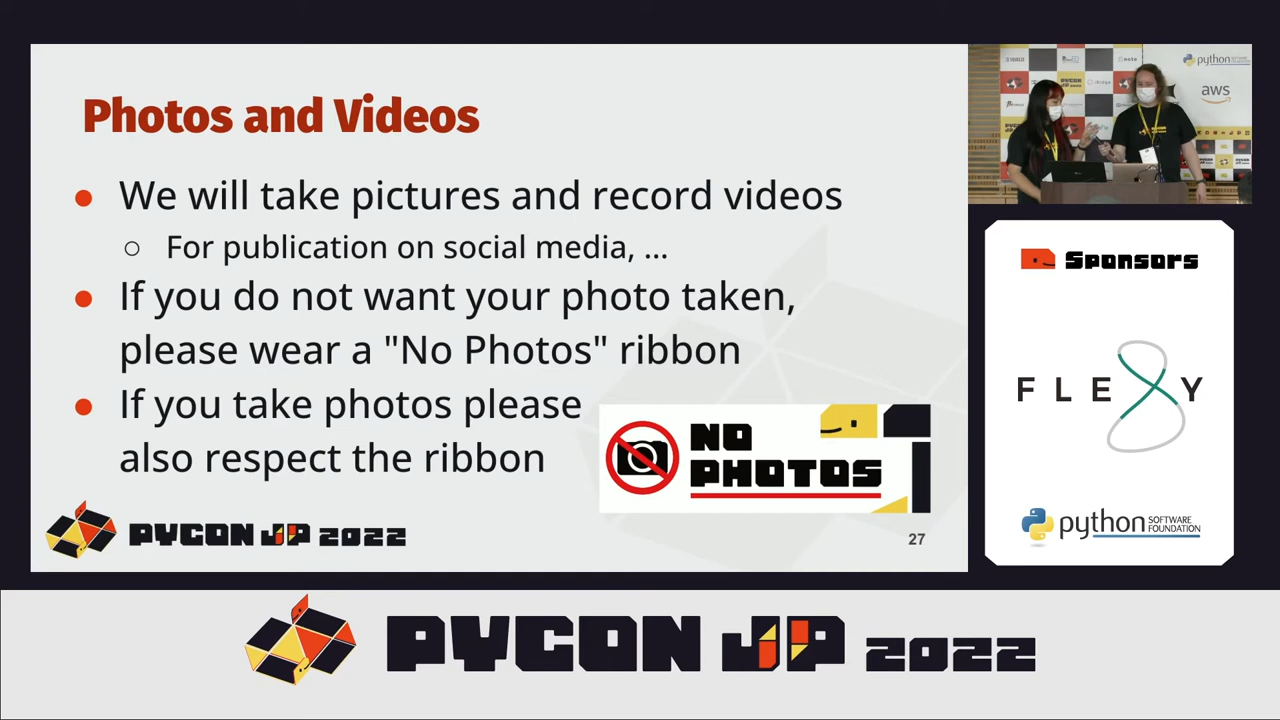 Photos and Videos
● We will take pictures and record videos
○ For publication on social media, ...
● If you do not want your photo taken,
please wear a "No Photos" ribbon
● If you take photos please
also respect the ribbon
NO
PHOTOS
PYCON JP 2022
27
python
aws
Sponsors
FLEXY
python SOFTWARE
FOUNDATION
PYCON JP 2022